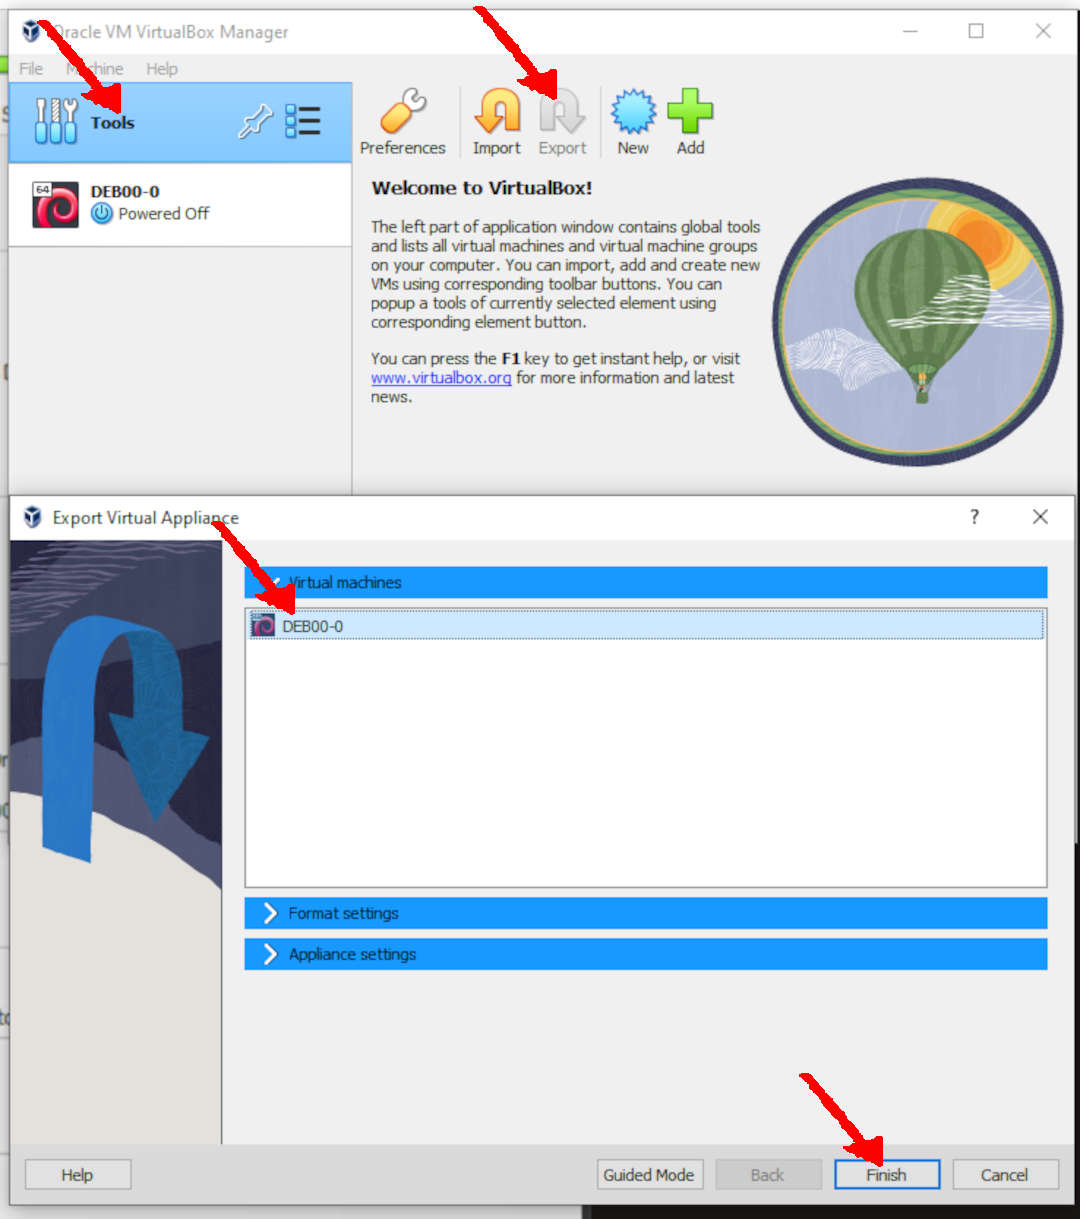 Oracle VM VirtualBox Manager
File Machine Help
Tools
Preferences Import Export New Add
64
DEB00-0
Powered Off
Welcome to VirtualBox!
The left part of application window contains global tools
and lists all virtual machines and virtual machine groups
on your computer. You can import, add and create new
VMs using corresponding toolbar buttons. You can
popup a tools of currently selected element using
corresponding element button.
You can press the F1 key to get instant help, or visit
www.virtualbox.org for more information and latest
news.
Export Virtual Appliance ?
Virtual machines
DEB00-0
Format settings
Appliance settings
Help Guided Mode Back Finish Cancel